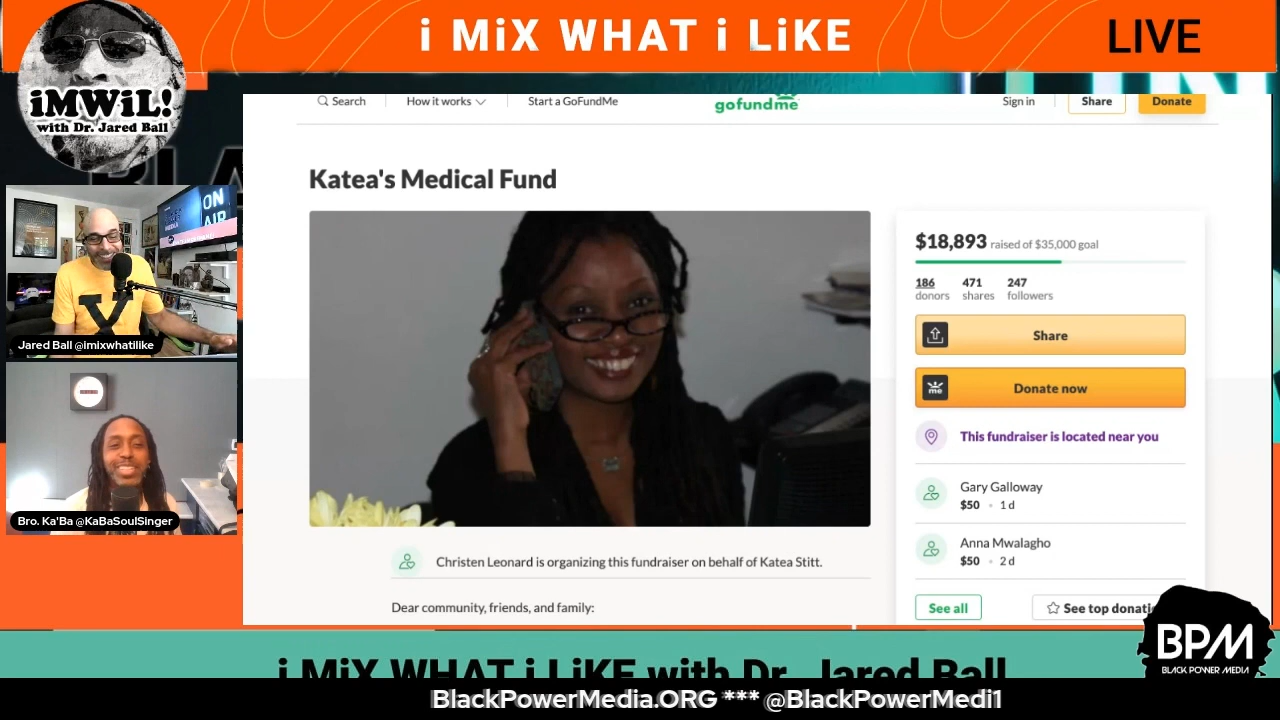 i MiX WHAT i LiKE
LIVE
iMWiL!
with Dr. Jared Ball
ON
AIR
Jared Ball @imixwhatilike
Bro. Ka'Ba @KaBaSoulSinger
Search
How it works
Start a GoFundMe
gofundme
Sign in
Share
Donate
Katea's Medical Fund
$18,893 raised of $35,000 goal
186 471 247
donors shares followers
Share
me Donate now
This fundraiser is located near you
Gary Galloway
$50 • 1 d
Anna Mwalagho
$50 • 2 d
See all
See top donatio
Christen Leonard is organizing this fundraiser on behalf of Katea Stitt.
Dear community, friends, and family:
BPM
BLACK POWER MEDIA
i MiX WHAT i LiKE with Dr. Jared Ball
BlackPowerMedia.ORG *** @BlackPowerMedi1